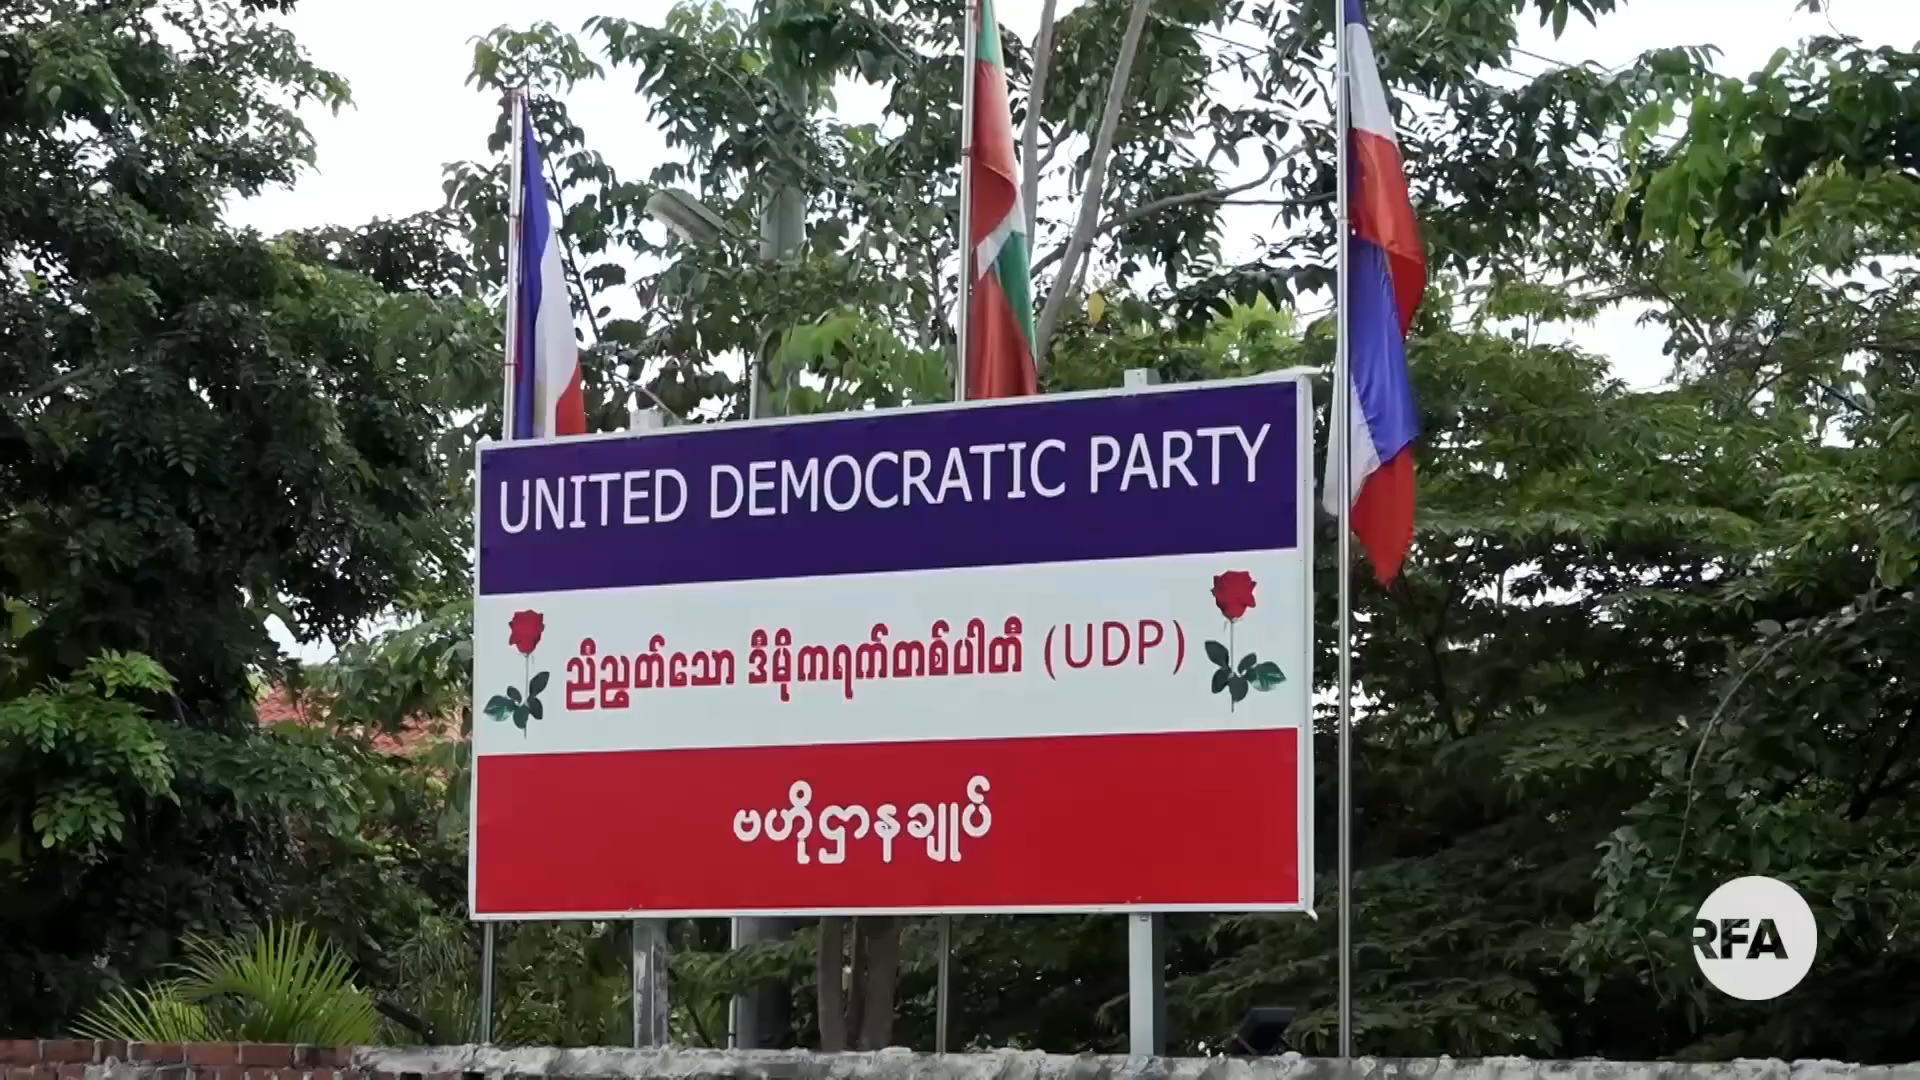 UNITED DEMOCRATIC PARTY
ညီညွတ်သော ဒီမိုကရက်တစ်ပါတီ (UDP)
ဗဟိုဌာနချုပ်
RFA